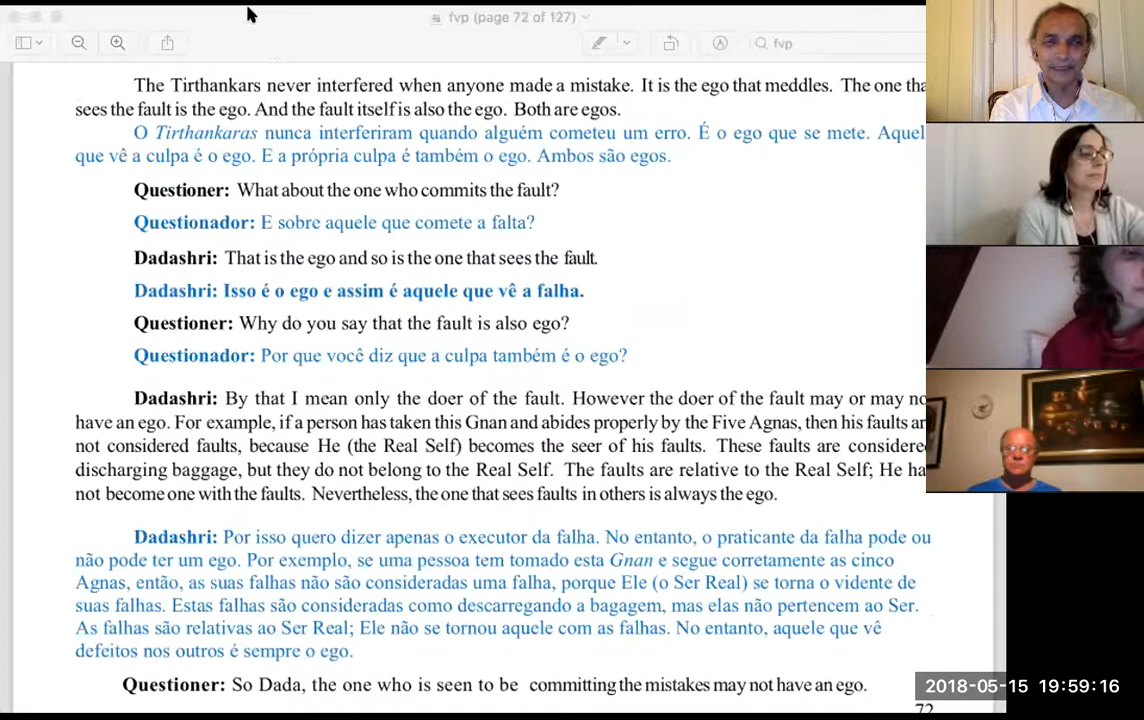 fvp (page 72 of 127)
fvp
The Tirthankars never interfered when anyone made a mistake. It is the ego that meddles. The one tha
sees the fault is the ego. And the fault itself is also the ego. Both are egos.
O Tirthankaras nunca interferiram quando alguém cometeu um erro. É o ego que se mete. Aquel
que vê a culpa é o ego. E a própria culpa é também o ego. Ambos são egos.
Questioner: What about the one who commits the fault?
Questionador: E sobre aquele que comete a falta?
Dadashri: That is the ego and so is the one that sees the fault.
Dadashri: Isso é o ego e assim é aquele que vê a falha.
Questioner: Why do you say that the fault is also ego?
Questionador: Por que você diz que a culpa também é o ego?
Dadashri: By that I mean only the doer of the fault. However the doer of the fault may or may no
have an ego. For example, if a person has taken this Gnan and abides properly by the Five Agnas, then his faults ar
not considered faults, because He (the Real Self) becomes the seer of his faults. These faults are considere
discharging baggage, but they do not belong to the Real Self. The faults are relative to the Real Self; He ha
not become one with the faults. Nevertheless, the one that sees faults in others is always the ego.
Dadashri: Por isso quero dizer apenas o executor da falha. No entanto, o praticante da falha pode ou
não pode ter um ego. Por exemplo, se uma pessoa tem tomado esta Gnan e segue corretamente as cinco
Agnas, então, as suas falhas não são consideradas uma falha, porque Ele (o Ser Real) se torna o vidente de
suas falhas. Estas falhas são consideradas como descarregando a bagagem, mas elas não pertencem ao Ser.
As falhas são relativas ao Ser Real; Ele não se tornou aquele com as falhas. No entanto, aquele que vê
defeitos nos outros é sempre o ego.
Questioner: So Dada, the one who is seen to be committing the mistakes may not have an ego.
2018-05-15 19:59:16
72